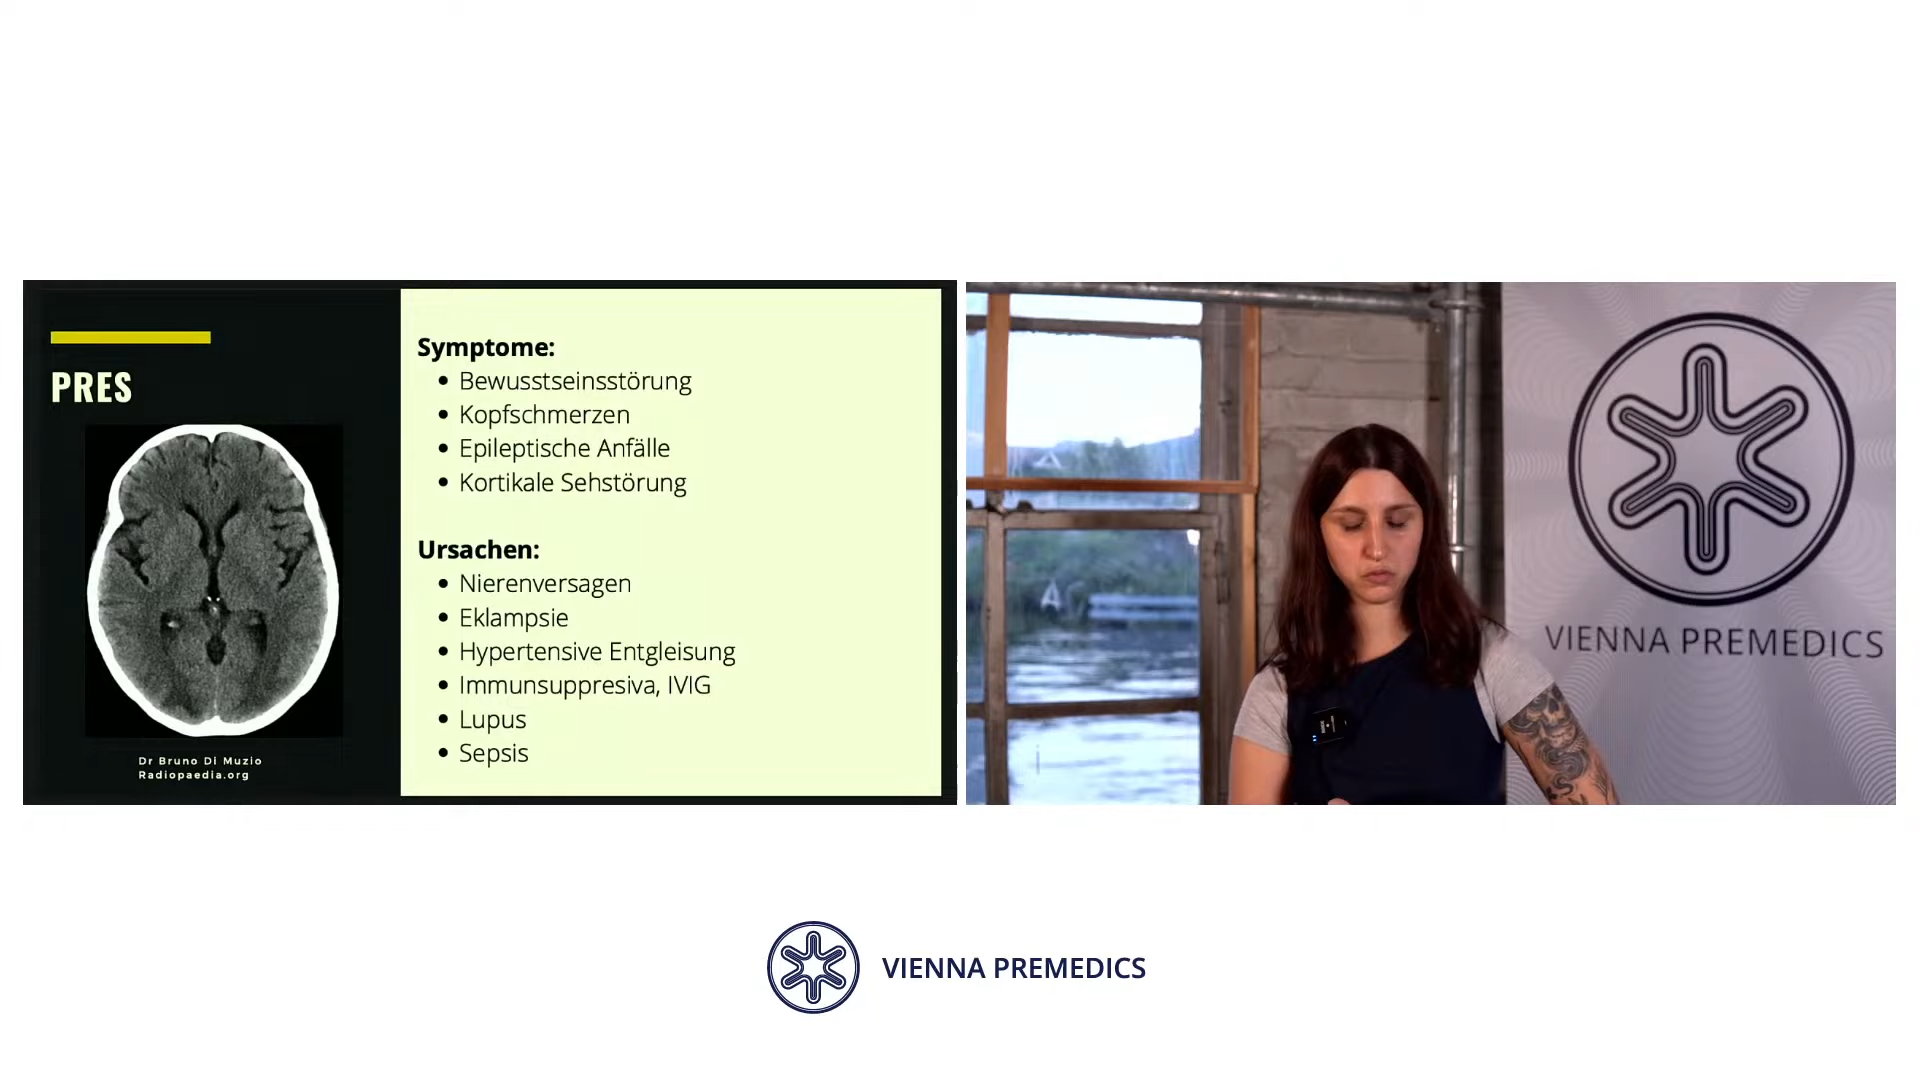 PRES
Dr Bruno Di Muzio
Radiopaedia.org
Symptome:
• Bewusstseinsstörung
• Kopfschmerzen
• Epileptische Anfälle
• Kortikale Sehstörung
Ursachen:
• Nierenversagen
• Eklampsie
• Hypertensive Entgleisung
• Immunsuppresiva, IVIG
• Lupus
• Sepsis
VIENNA PREMEDICS
VIENNA PREMEDICS